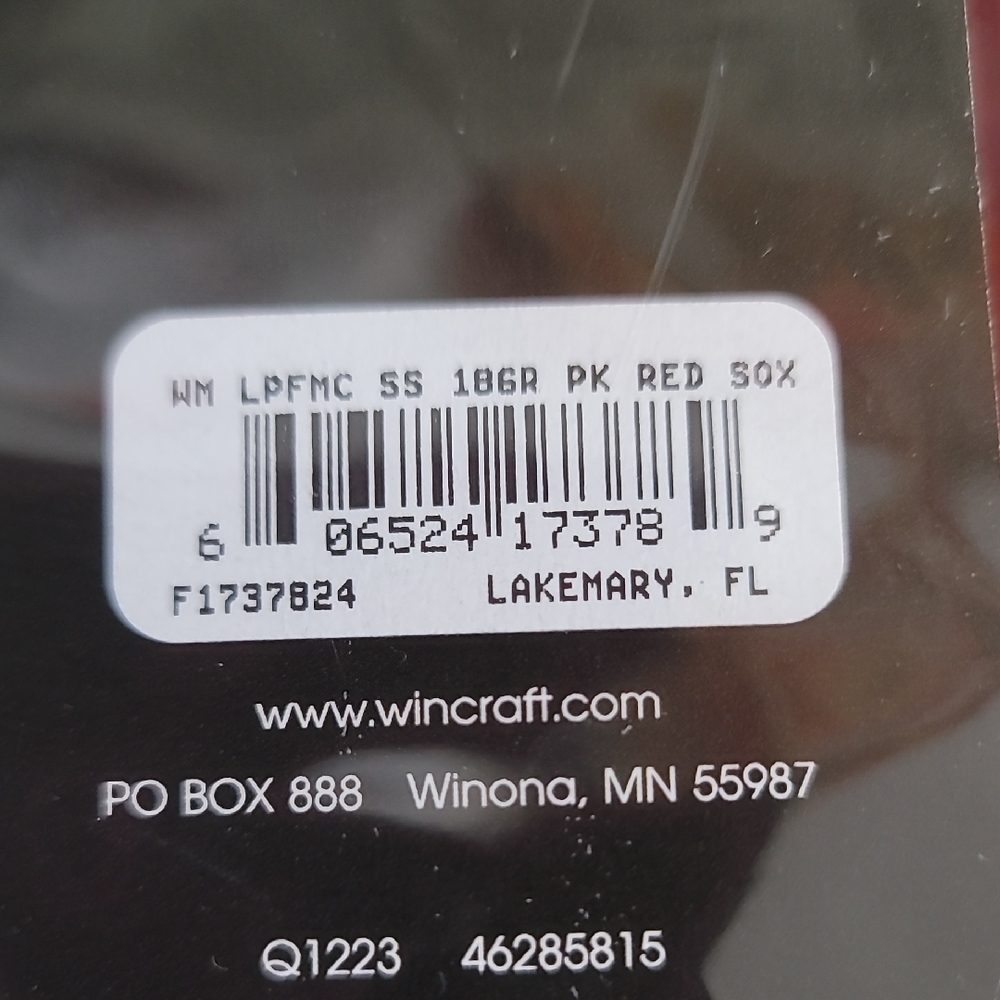 WM LPFMC SS 186R PK RED SOX
6 06524 17378 9
F1737824 LAKEMARY, FL
www.wincraft.com
PO BOX 888 Winona, MN 55987
Q1223 46285815